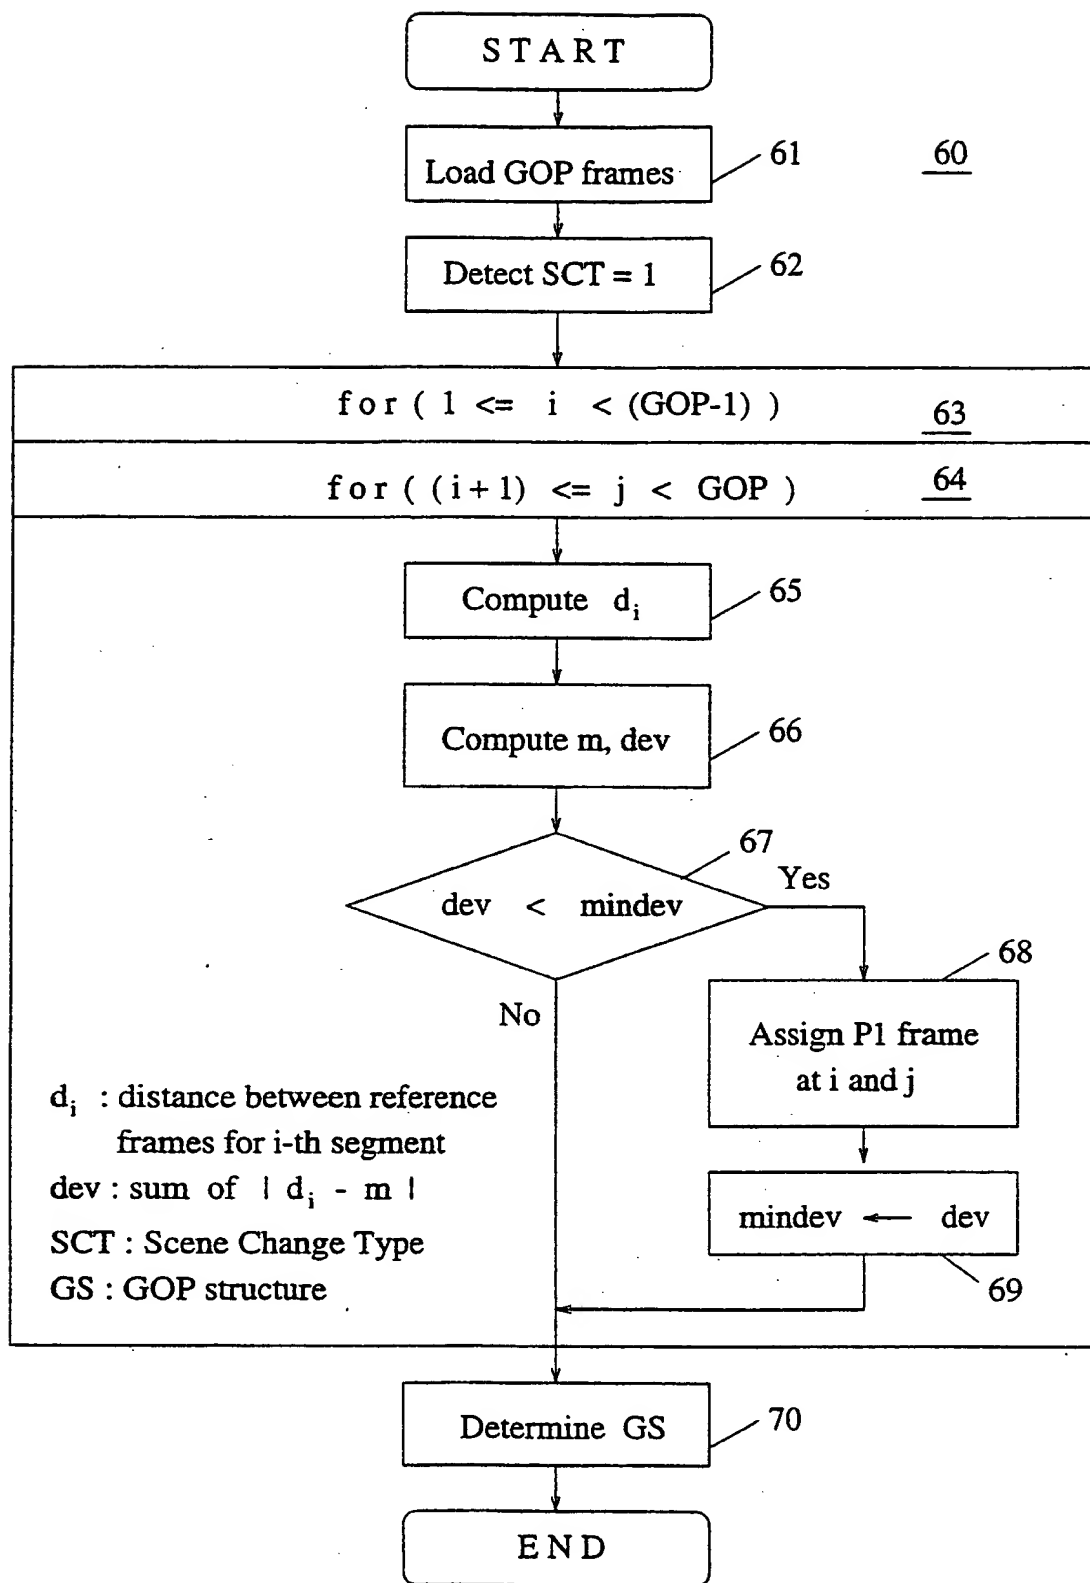 START
Load GOP frames
61
60
Detect SCT = 1
62
for ( 1 <= i < (GOP-1) )
63
for ( (i+1) <= j < GOP )
64
Compute d_i
65
Compute m, dev
66
67
dev < mindev
Yes
No
68
Assign P1 frame
at i and j
mindev ← dev
69
d_i : distance between reference
frames for i-th segment
dev : sum of | d_i - m |
SCT : Scene Change Type
GS : GOP structure
Determine GS
70
END